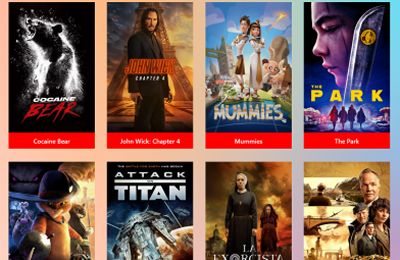 COCAINE
BEAR
Cocaine Bear
JOHN WICK
CHAPTER 4
John Wick: Chapter 4
MUMMIES
Mummies
THE
PARK
The Park
ATTACK
TITAN
LA
EXORCISTA